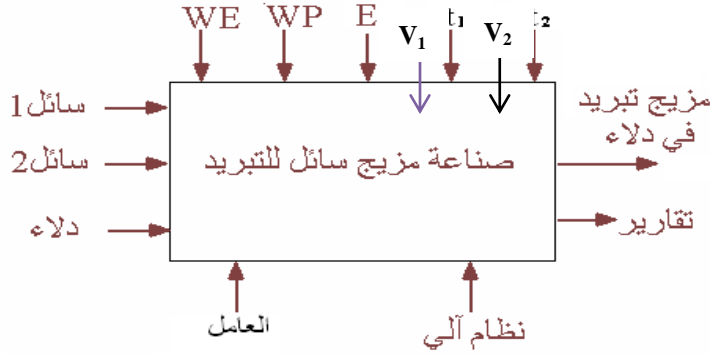 WE WP E V₁ t₁ V₂ t₂
سائل1
سائل2
دلاء
صناعة مزيج سائل للتبريد
مزيج تبريد
في دلاء
تقارير
العامل
نظام آلي